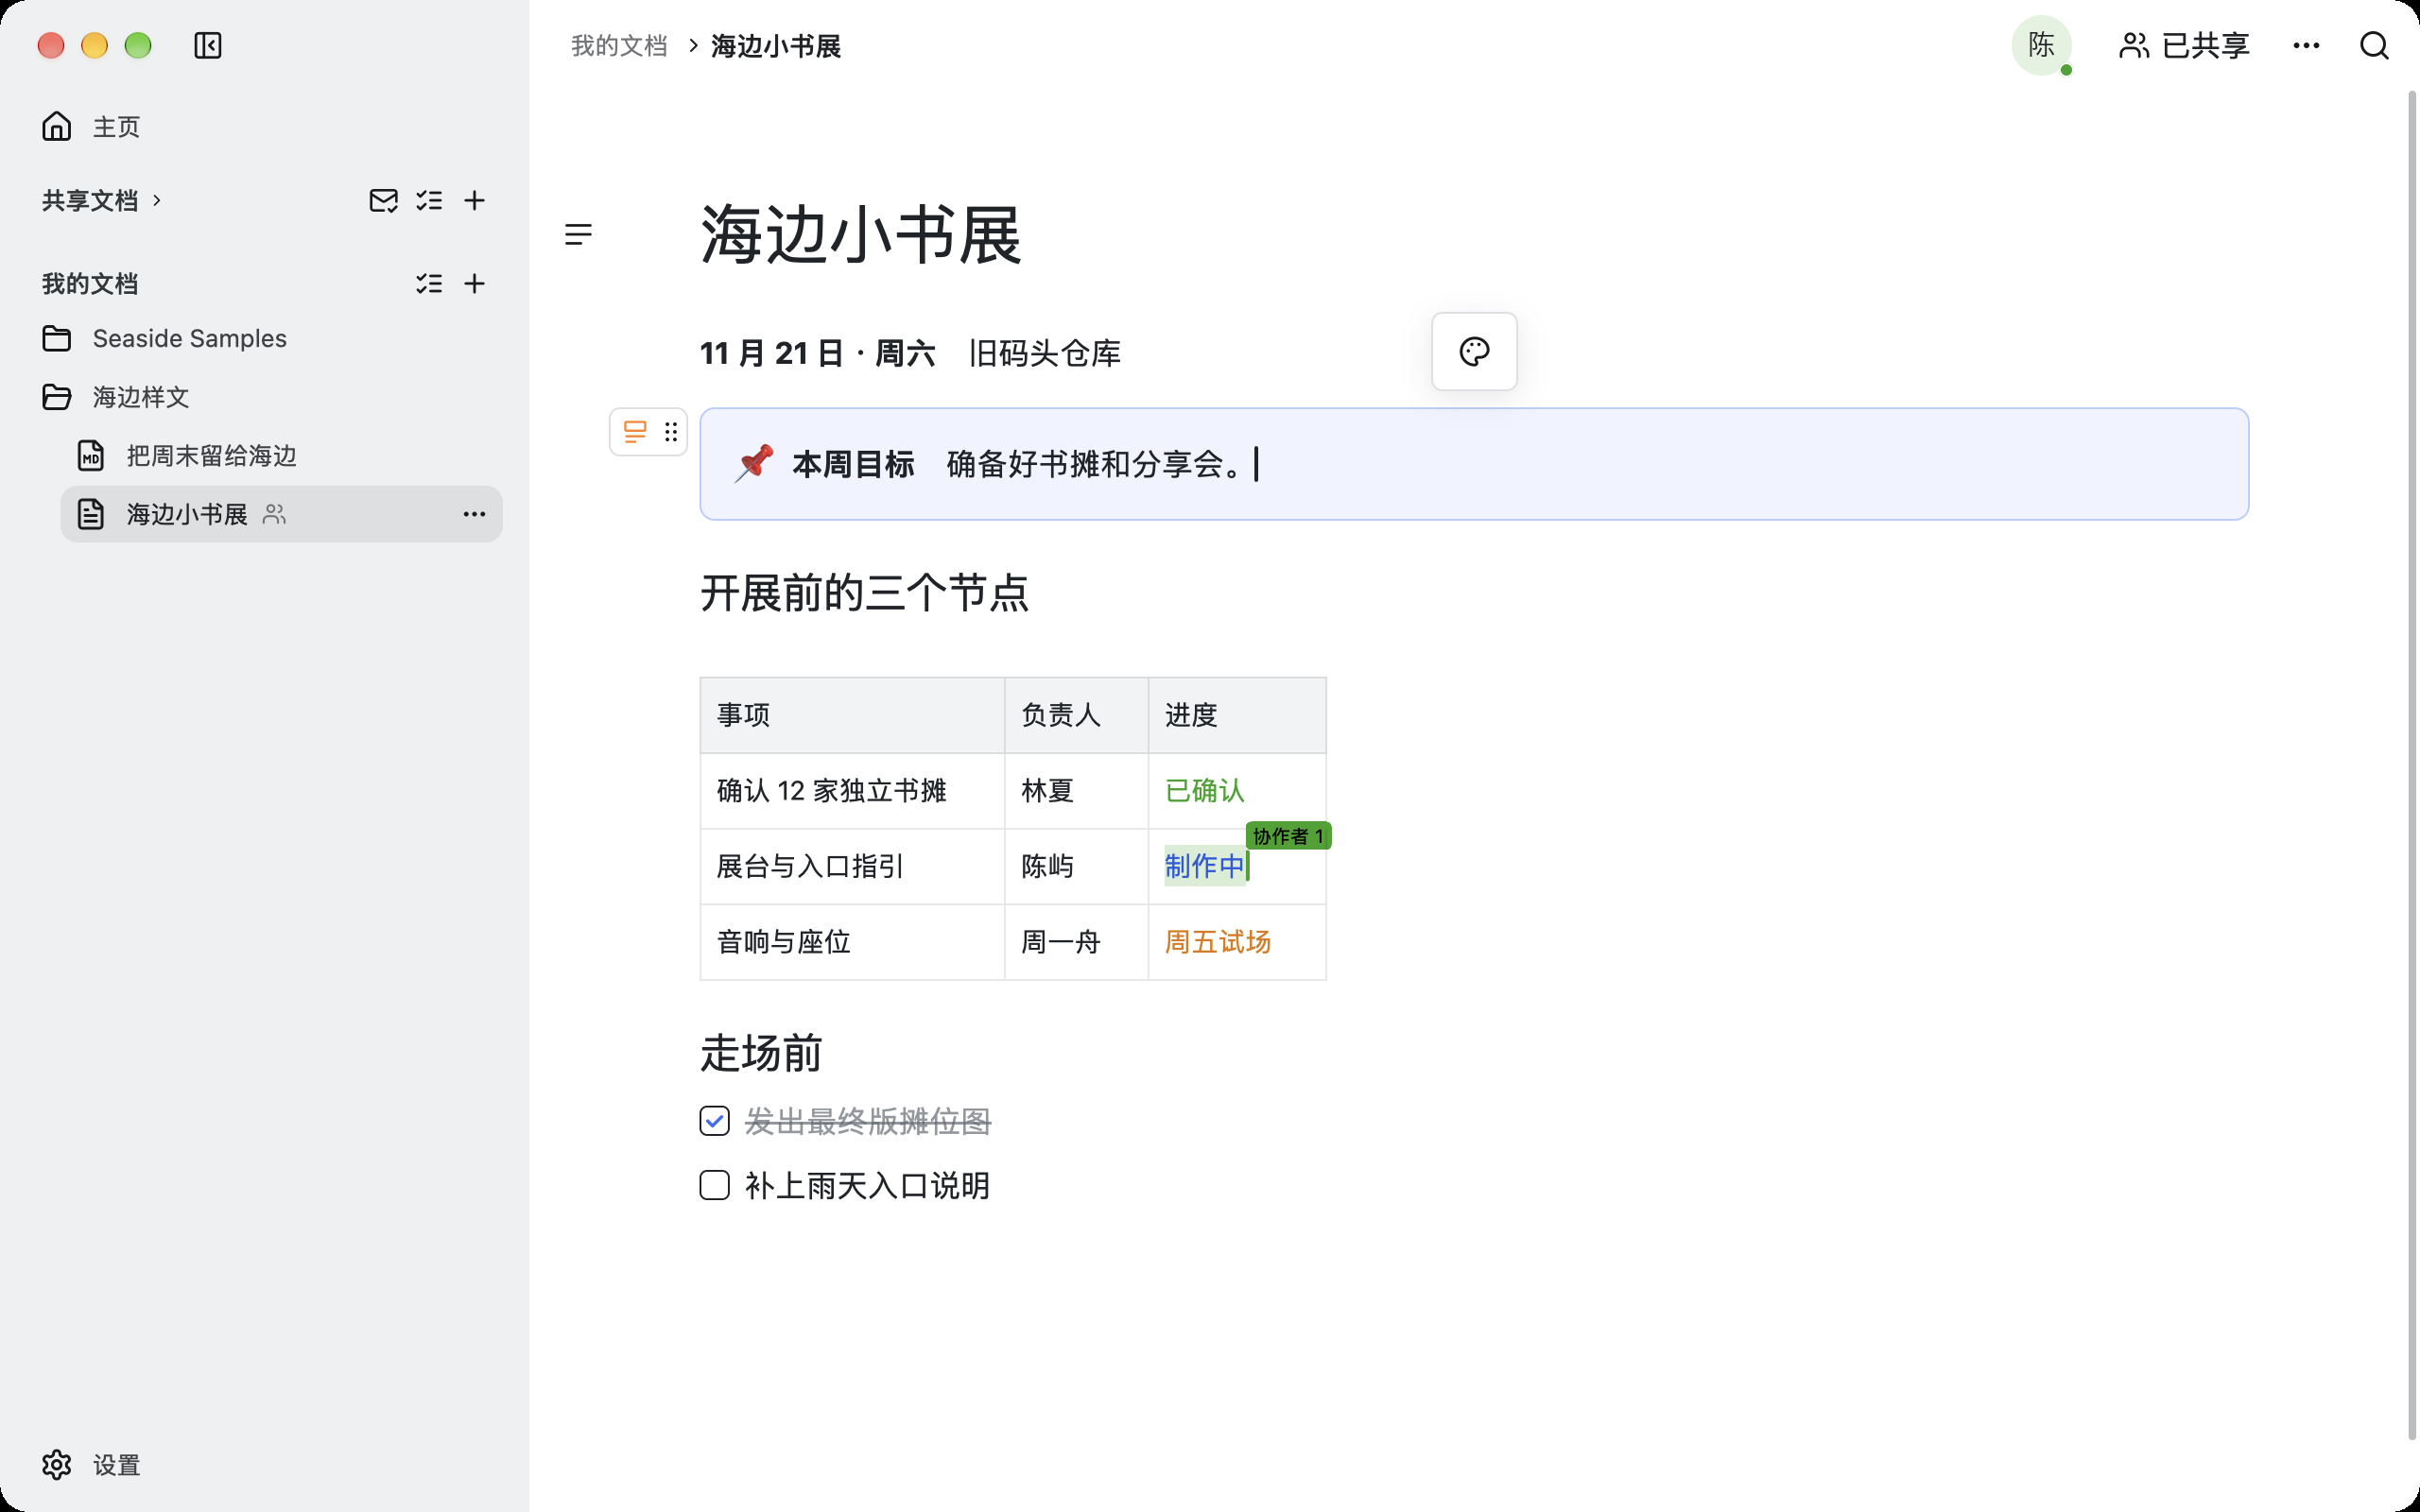 我的文档 › 海边小书展
陈
已共享
主页
共享文档 ›
我的文档
Seaside Samples
海边样文
把周末留给海边
海边小书展
设置
海边小书展
11 月 21 日 · 周六 旧码头仓库
📌 本周目标 确备好书摊和分享会。
开展前的三个节点
事项 负责人 进度
确认 12 家独立书摊 林夏 已确认
协作者 1
展台与入口指引 陈屿 制作中
音响与座位 周一舟 周五试场
走场前
发出最终版摊位图
补上雨天入口说明